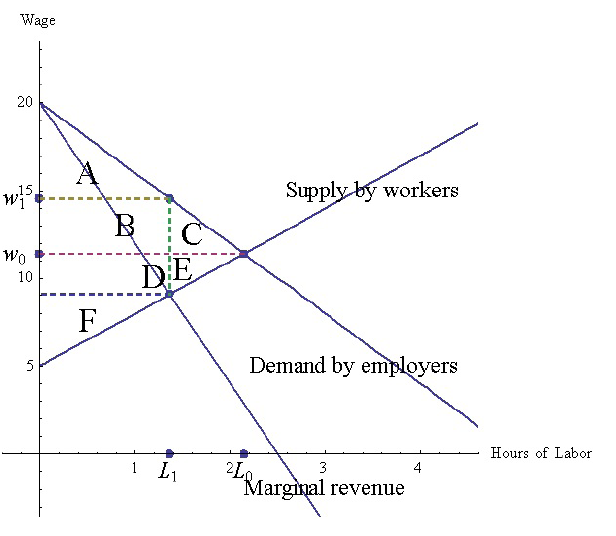 Wage
20
A
w1 15
Supply by workers
B
C
w0
10
D E
F
5
Demand by employers
Hours of Labor
1 2 3 4
L1 L0
Marginal revenue